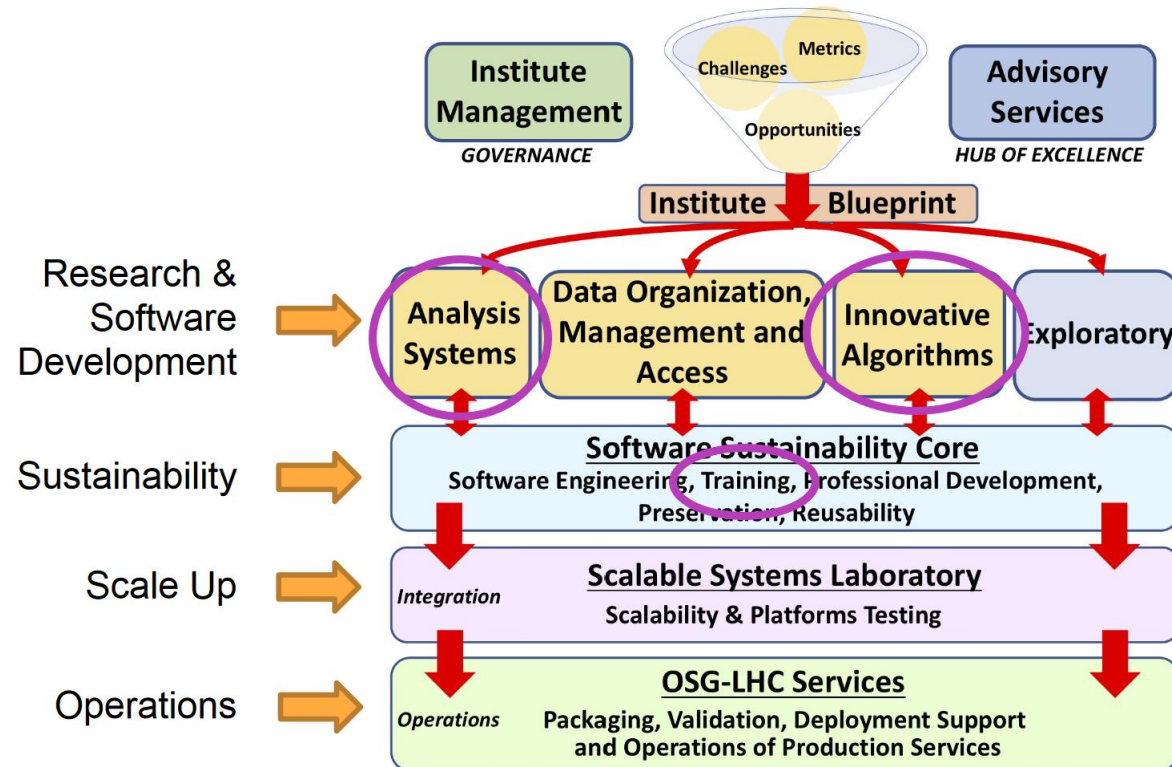 Metrics
Challenges
Opportunities
Institute
Management
GOVERNANCE
Advisory
Services
HUB OF EXCELLENCE
Institute Blueprint
Research &
Software
Development
Analysis
Systems
Data Organization,
Management and
Access
Innovative
Algorithms
Exploratory
Sustainability
Software Sustainability Core
Software Engineering, Training, Professional Development,
Preservation, Reusability
Scale Up
Integration
Scalable Systems Laboratory
Scalability & Platforms Testing
Operations
Operations
OSG-LHC Services
Packaging, Validation, Deployment Support
and Operations of Production Services